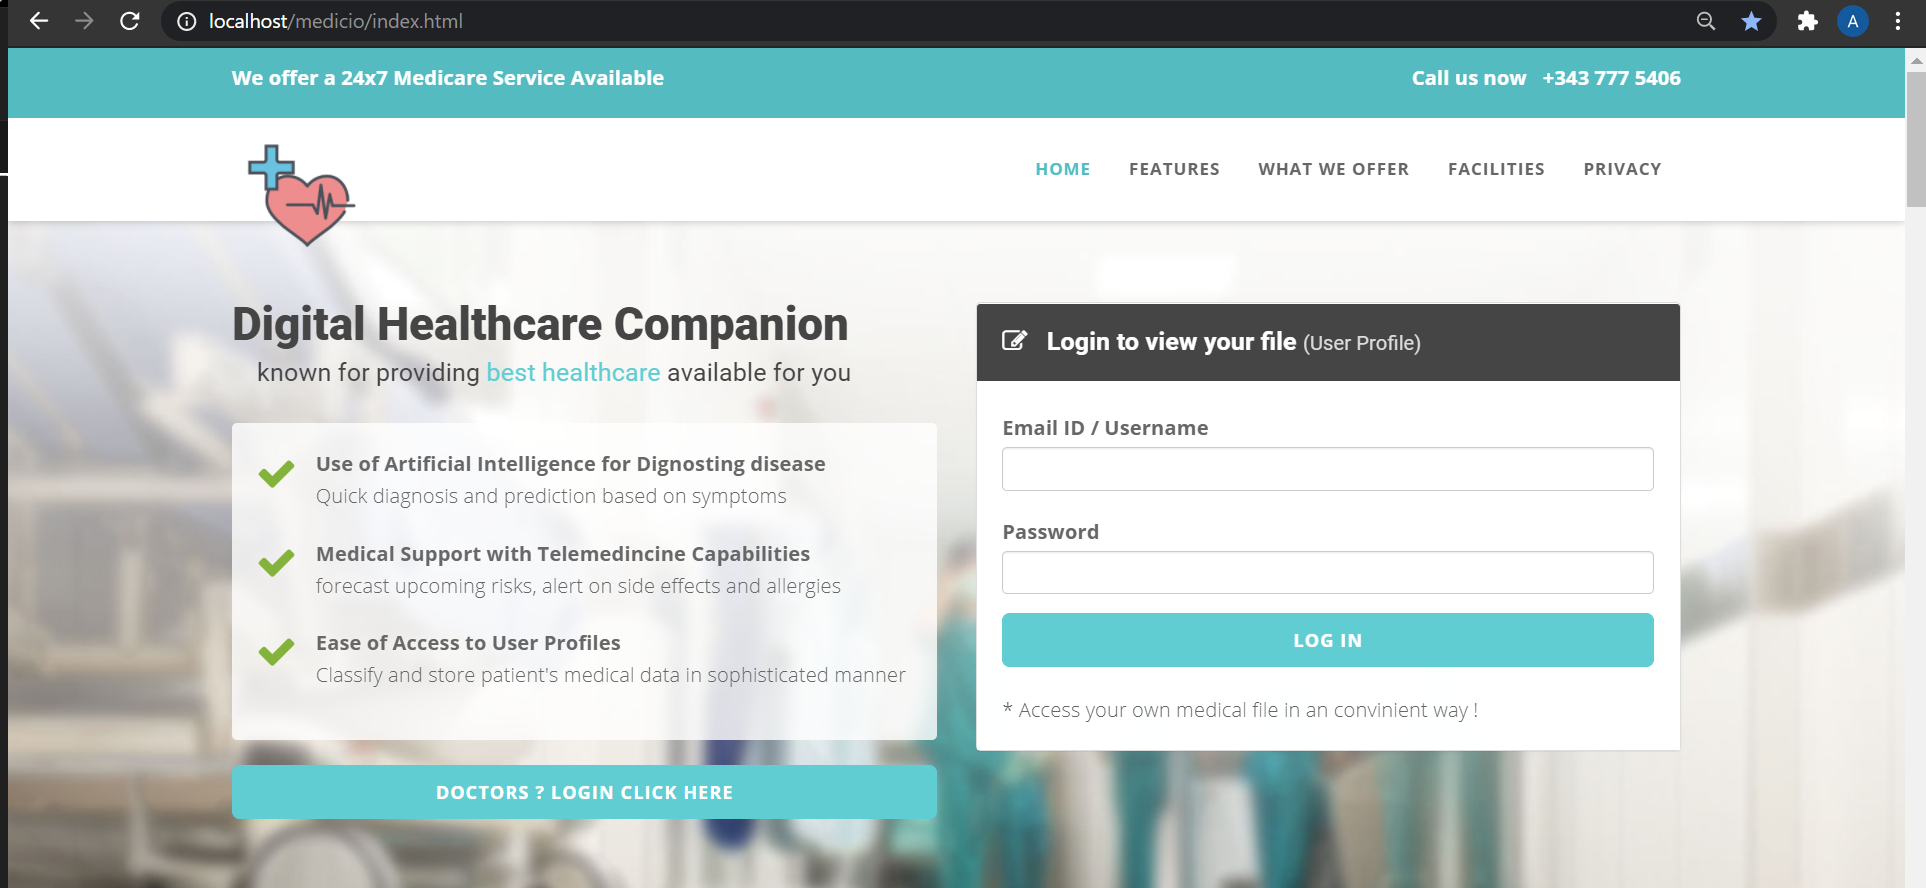 localhost/medicio/index.html
A
We offer a 24x7 Medicare Service Available
Call us now +343 777 5406
HOME FEATURES WHAT WE OFFER FACILITIES PRIVACY
Digital Healthcare Companion
known for providing best healthcare available for you
Use of Artificial Intelligence for Dignosting disease
Quick diagnosis and prediction based on symptoms
Medical Support with Telemedincine Capabilities
forecast upcoming risks, alert on side effects and allergies
Ease of Access to User Profiles
Classify and store patient's medical data in sophisticated manner
DOCTORS ? LOGIN CLICK HERE
Login to view your file (User Profile)
Email ID / Username
Password
LOG IN
* Access your own medical file in an convinient way !